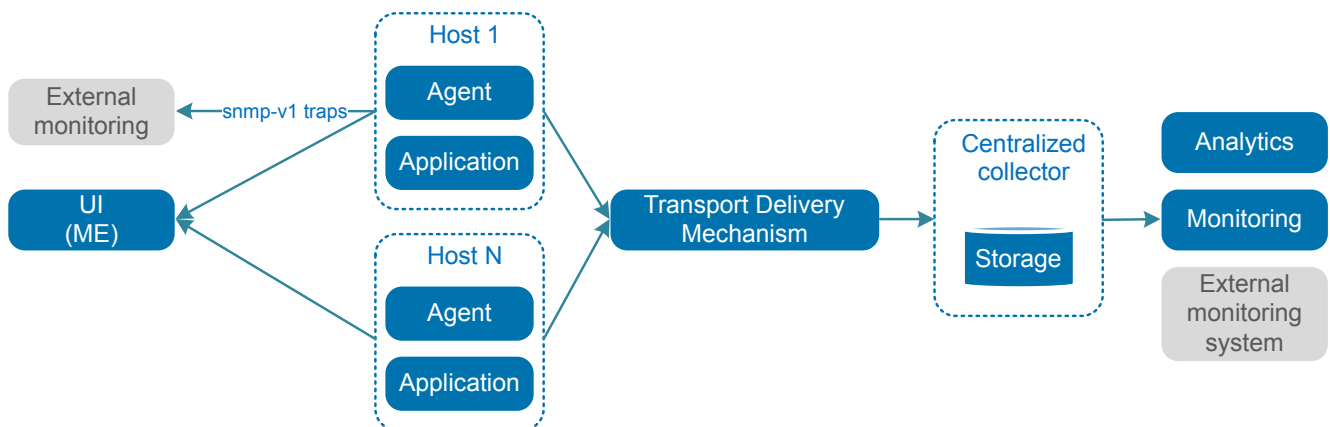 Host 1
Agent
Application
External
monitoring
snmp-v1 traps
UI
(ME)
Host N
Agent
Application
Transport Delivery
Mechanism
Centralized
collector
Storage
Analytics
Monitoring
External
monitoring
system